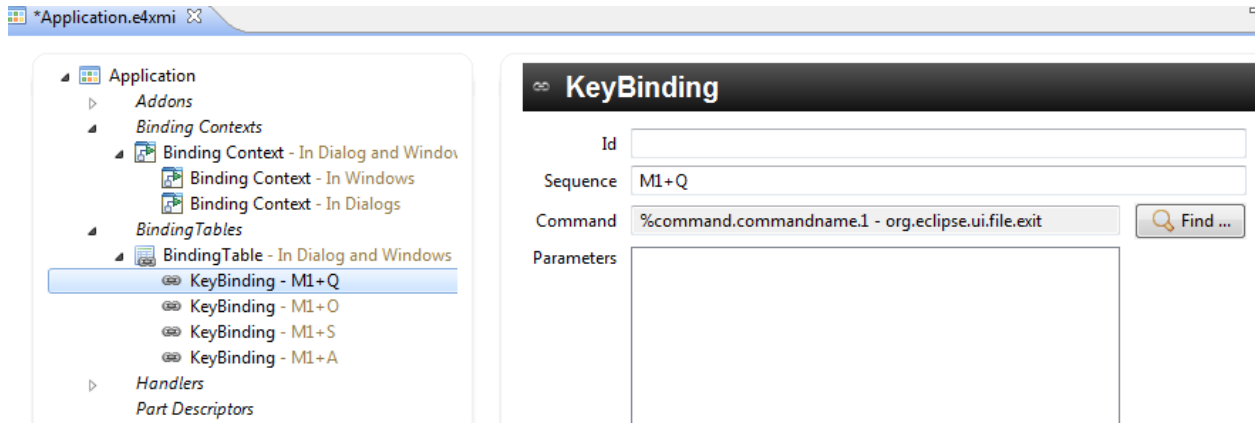 *Application.e4xmi
Application
Addons
Binding Contexts
Binding Context - In Dialog and Window
Binding Context - In Windows
Binding Context - In Dialogs
BindingTables
BindingTable - In Dialog and Windows
KeyBinding - M1+Q
KeyBinding - M1+O
KeyBinding - M1+S
KeyBinding - M1+A
Handlers
Part Descriptors
KeyBinding
Id
Sequence M1+Q
Command %command.commandname.1 - org.eclipse.ui.file.exit Find ...
Parameters